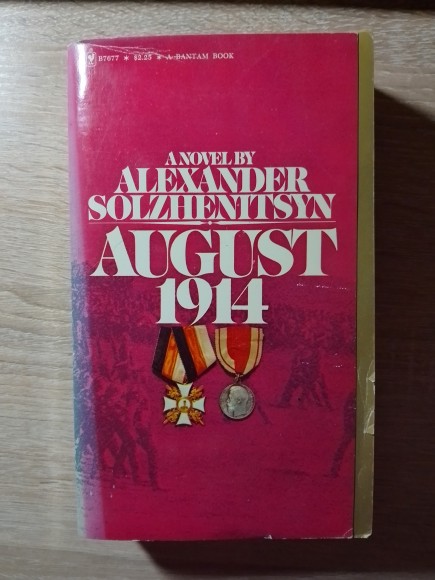 B7677 * $2.25 * A BANTAM BOOK
A NOVEL BY
ALEXANDER
SOLZHENITSYN
AUGUST
1914